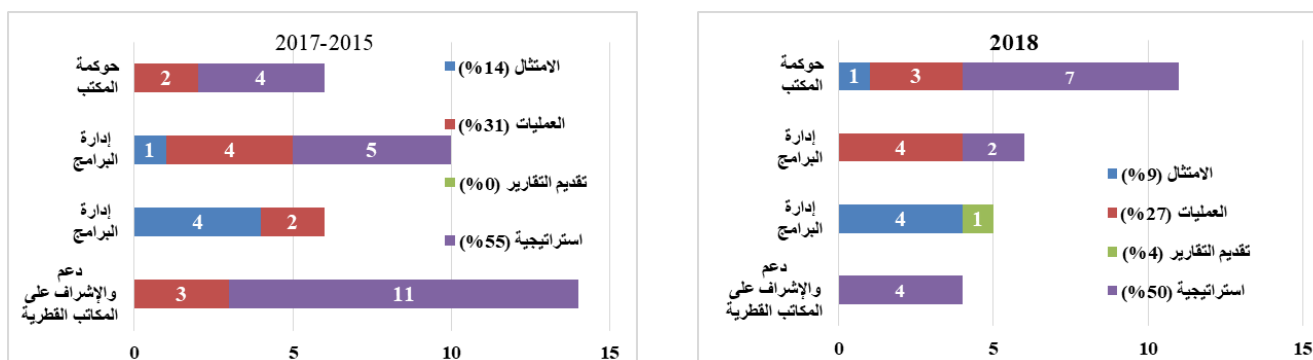 2017-2015
حوكمة
المكتب
2 4
إدارة
البرامج
1 4 5
إدارة
البرامج
4 2
دعم
والإشراف على
المكاتب القطرية
3 11
0 5 10 15
الامتثال (14%)
العمليات (31%)
تقديم التقارير (0%)
استراتيجية (55%)
2018
حوكمة
المكتب
1 3 7
إدارة
البرامج
4 2
إدارة
البرامج
4 1
دعم
والإشراف على
المكاتب القطرية
4
0 5 10 15
الامتثال (9%)
العمليات (27%)
تقديم التقارير (4%)
استراتيجية (50%)